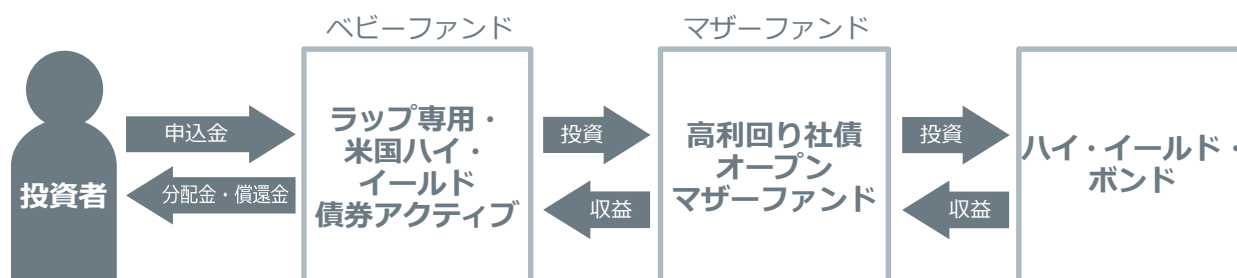 ベビーファンド
マザーファンド
投資者
申込金
分配金・償還金
ラップ専用・
米国ハイ・
イールド
債券アクティブ
投資
収益
高利回り社債
オープン
マザーファンド
投資
収益
ハイ・イールド・
ボンド